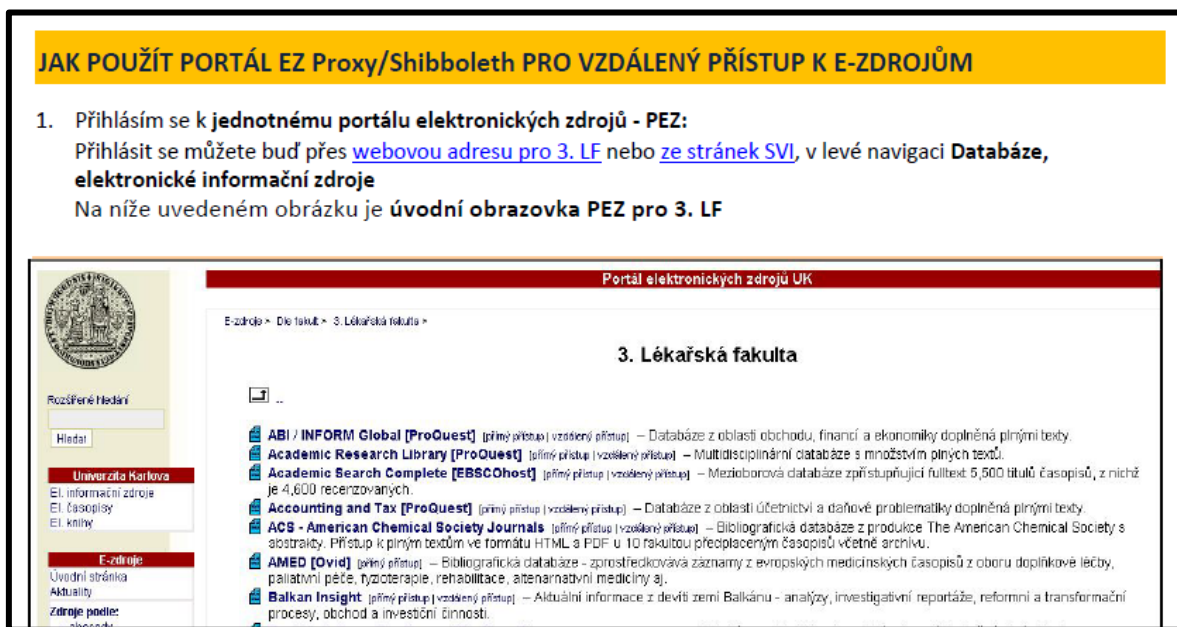 JAK POUŽÍT PORTÁL EZ Proxy/Shibboleth PRO VZDÁLENÝ PŘÍSTUP K E-ZDROJŮM
1. Přihlásím se k jednotnému portálu elektronických zdrojů - PEZ:
Přihlásit se můžete buď přes webovou adresu pro 3. LF nebo ze stránek SVI, v levé navigaci Databáze,
elektronické informační zdroje
Na níže uvedeném obrázku je úvodní obrazovka PEZ pro 3. LF
Portál elektronických zdrojů UK
E-zdroje > Dle fakult > 3. Lékařská fakulta >
3. Lékařská fakulta
..
Rozšířené hledání
Hledat
Univerzita Karlova
El. informační zdroje
El. časopisy
El. knihy
E-zdroje
Úvodní stránka
Aktuality
Zdroje podle:
ABI / INFORM Global [ProQuest] [přímý přístup | vzdálený přístup] – Databáze z oblasti obchodu, financí a ekonomiky doplněná plnými texty.
Academic Research Library [ProQuest] [přímý přístup | vzdálený přístup] – Multidisciplinární databáze s množstvím plných textů.
Academic Search Complete [EBSCOhost] [přímý přístup | vzdálený přístup] – Mezioborová databáze zpřístupňující fulltext 5,500 titulů časopisů, z nichž
je 4,600 recenzovaných.
Accounting and Tax [ProQuest] [přímý přístup | vzdálený přístup] – Databáze z oblasti účetnictví a daňové problematiky doplněná plnými texty.
ACS - American Chemical Society Journals [přímý přístup | vzdálený přístup] – Bibliografická databáze z produkce The American Chemical Society s
abstrakty. Přístup k plným textům ve formátu HTML a PDF u 10 fakultou předplaceným časopisů včetně archivu.
AMED [Ovid] [přímý přístup] – Bibliografická databáze - zprostředkovává záznamy z evropských medicínských časopisů z oboru doplňkové léčby,
paliativní péče, fyzioterapie, rehabilitace, altenarnativní medicíny aj.
Balkan Insight [přímý přístup | vzdálený přístup] – Aktuální informace z devíti zemí Balkánu - analýzy, investigativní reportáže, reformní a transformační
procesy, obchod a investiční činnosti.